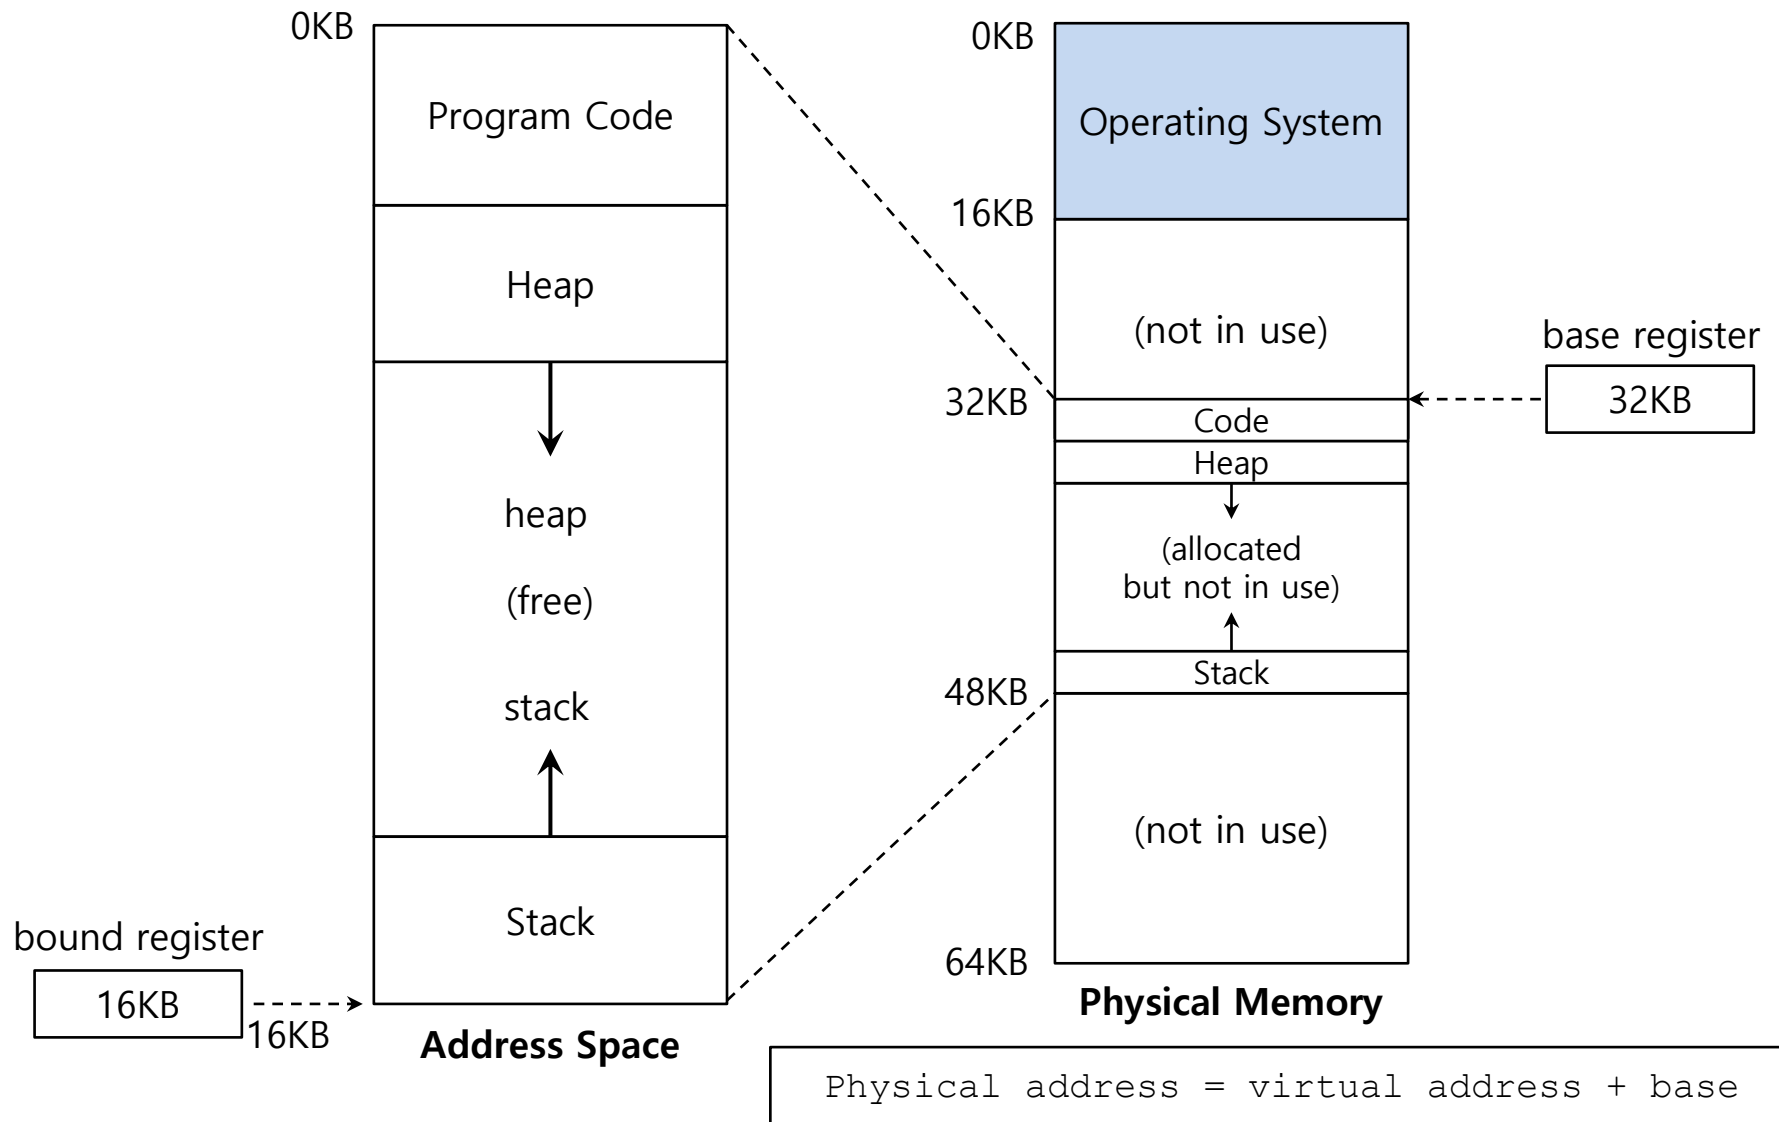 0KB
Program Code
Heap
heap
(free)
stack
Stack
bound register
16KB
16KB
Address Space
0KB
Operating System
16KB
(not in use)
32KB
Code
Heap
(allocated
but not in use)
Stack
48KB
(not in use)
64KB
Physical Memory
base register
32KB
Physical address = virtual address + base